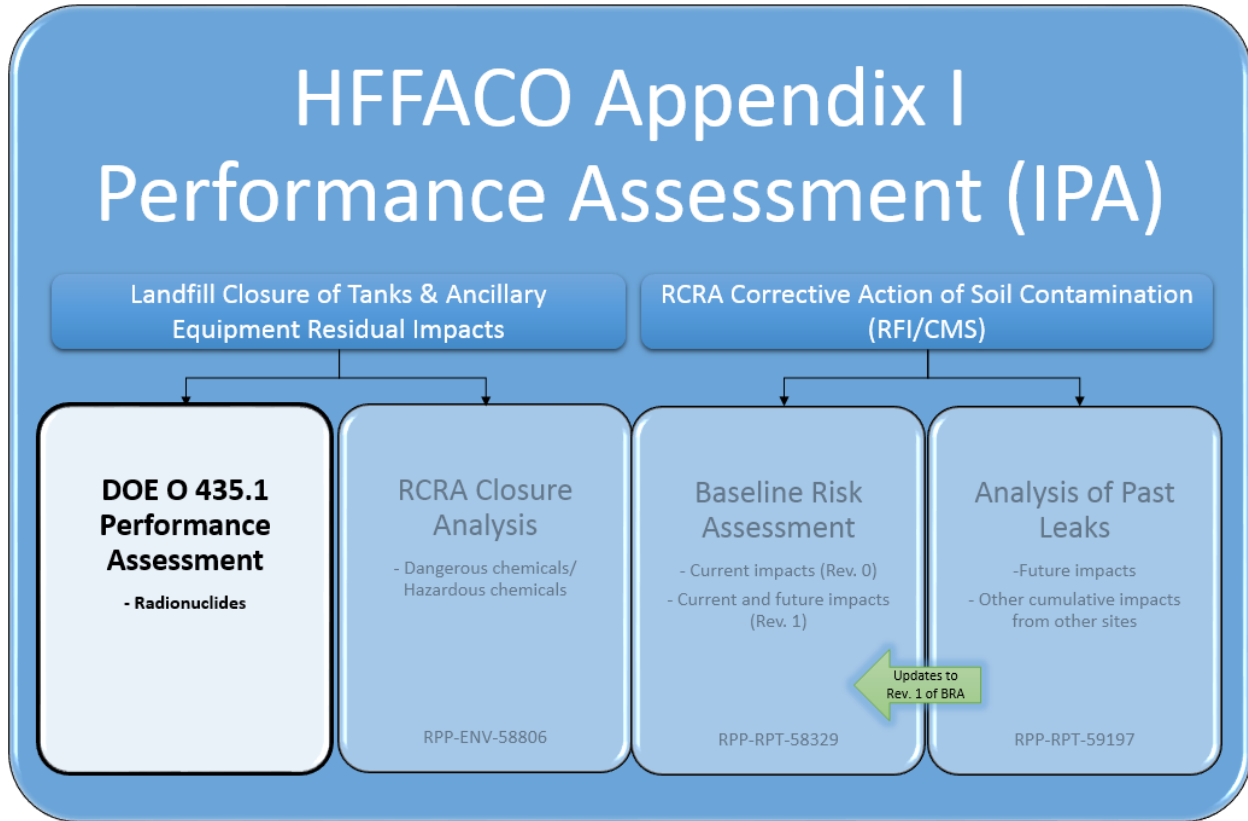 HFFACO Appendix I
Performance Assessment (IPA)
Landfill Closure of Tanks & Ancillary
Equipment Residual Impacts
RCRA Corrective Action of Soil Contamination
(RFI/CMS)
DOE O 435.1
Performance
Assessment
- Radionuclides
RCRA Closure
Analysis
- Dangerous chemicals/
Hazardous chemicals
RPP-ENV-58806
Baseline Risk
Assessment
- Current impacts (Rev. 0)
- Current and future impacts
(Rev. 1)
RPP-RPT-58329
Analysis of Past
Leaks
-Future impacts
- Other cumulative impacts
from other sites
Updates to
Rev. 1 of BRA
RPP-RPT-59197